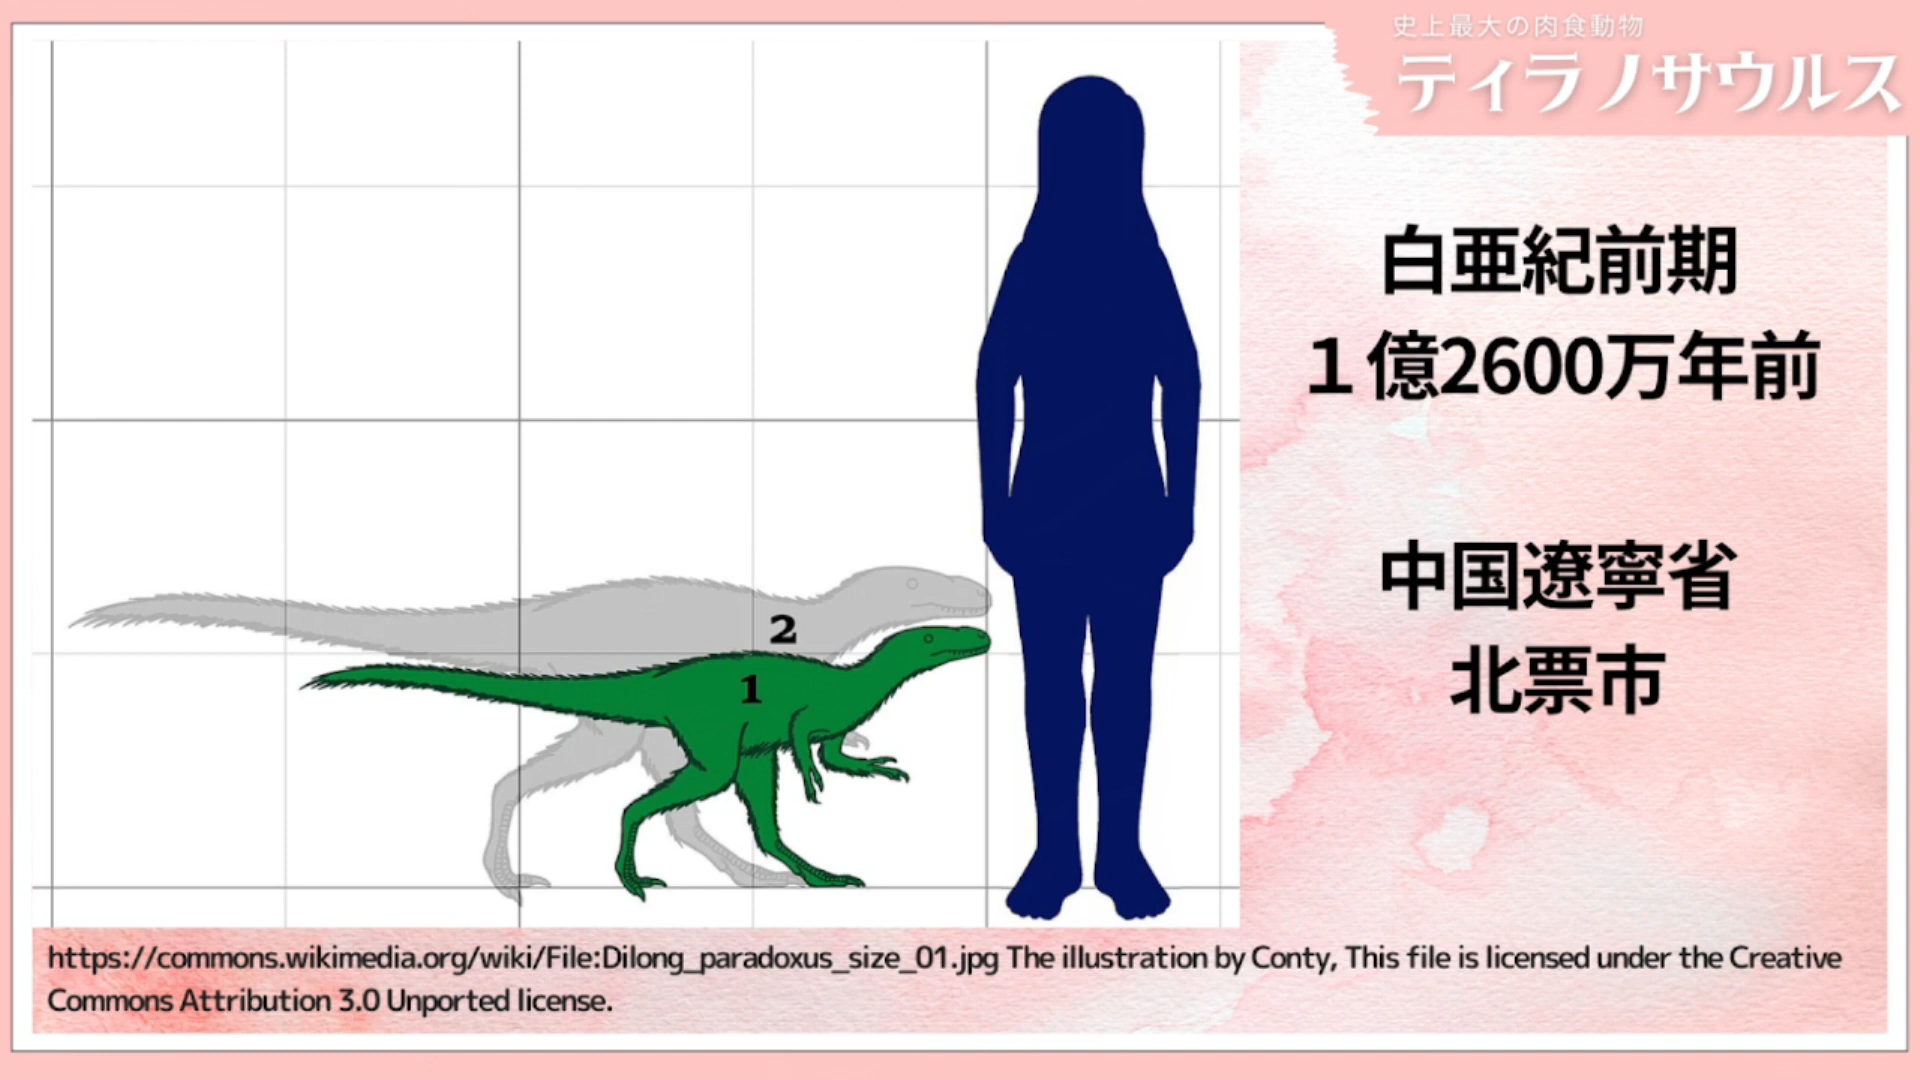 史上最大の肉食動物
ティラノサウルス
白亜紀前期
１億2600万年前
中国遼寧省
北票市
2
1
https://commons.wikimedia.org/wiki/File:Dilong_paradoxus_size_01.jpg The illustration by Conty, This file is licensed under the Creative
Commons Attribution 3.0 Unported license.